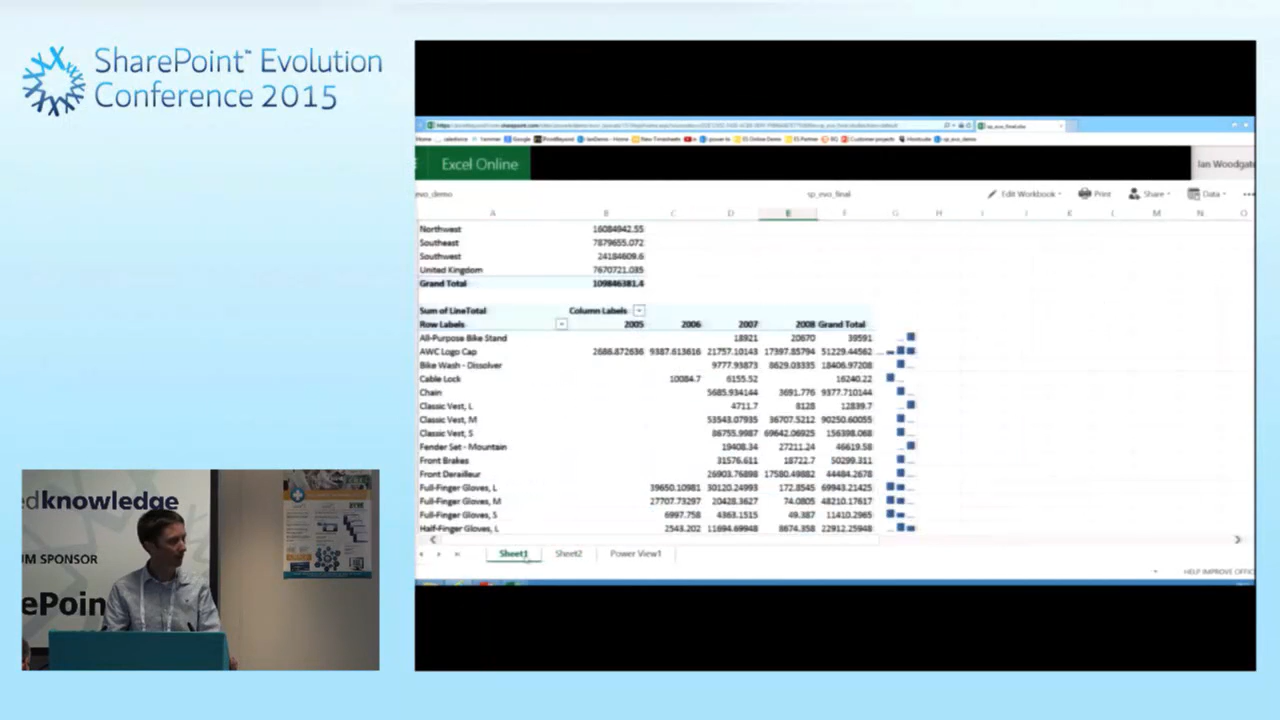 SharePoint™ Evolution
Conference 2015
Excel Online
Ian Woodgat
evo_demo
sp_evo_final
Edit Workbook
Print
Share
Data
A B C D E F G H I J K L M N O
Northwest 16084942.55
Southeast 7879655.072
Southwest 24184609.6
United Kingdom 7670721.035
Grand Total 109846381.4
Sum of LineTotal Column Labels
Row Labels 2005 2006 2007 2008 Grand Total
All-Purpose Bike Stand 18921 20670 39591
AWC Logo Cap 2686.872636 9387.613616 21757.10143 17397.85794 51229.44562
Bike Wash - Dissolver 9777.93873 8629.03335 18406.97208
Cable Lock 10084.7 6155.52 16240.22
Chain 5685.934144 3691.776 9377.710144
Classic Vest, L 4711.7 8128 12839.7
Classic Vest, M 53543.07935 36707.5212 90250.60055
Classic Vest, S 86755.9987 69642.06925 156398.068
Fender Set - Mountain 19408.34 27211.24 46619.58
Front Brakes 31576.611 18722.7 50299.311
Front Derailleur 26903.76898 17580.49882 44484.2678
Full-Finger Gloves, L 39650.10981 30120.24993 172.8545 69943.21425
Full-Finger Gloves, M 27707.73297 20428.3627 74.0805 48210.17617
Full-Finger Gloves, S 6997.758 4363.1515 49.387 11410.2965
Half-Finger Gloves, L 2543.202 11694.69948 8674.358 22912.25948
Sheet1 Sheet2 Power View1
HELP IMPROVE OFFIC
edknowledge
UM SPONSOR
ePoin